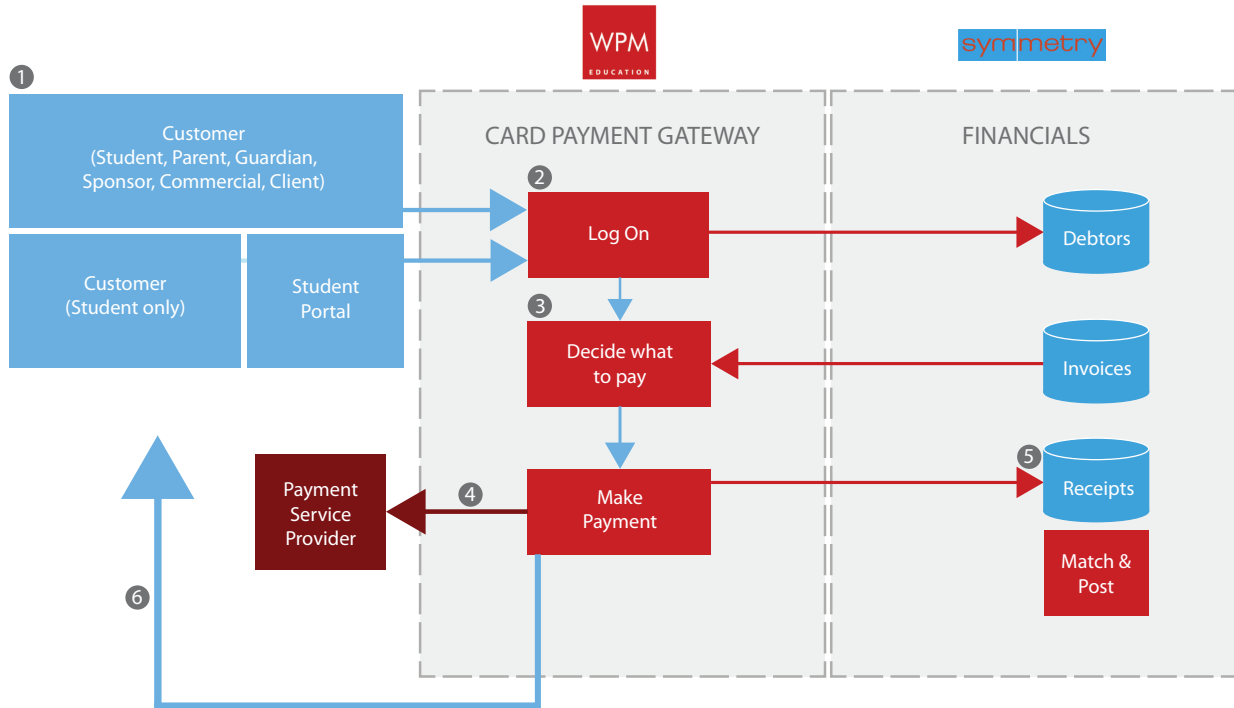 WPM
EDUCATION
symmetry
1
Customer
(Student, Parent, Guardian,
Sponsor, Commercial, Client)
Customer
(Student only)
Student
Portal
CARD PAYMENT GATEWAY
2
Log On
3
Decide what
to pay
Make
Payment
4
Payment
Service
Provider
6
FINANCIALS
Debtors
Invoices
5
Receipts
Match &
Post